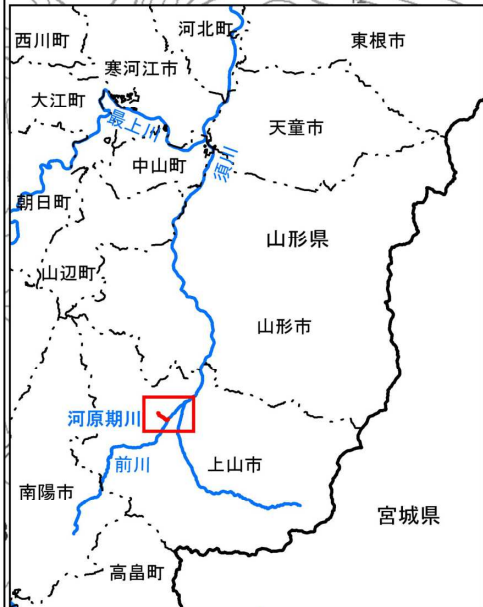 河北町
西川町
東根市
寒河江市
大江町
最上川
天童市
中山町
須川
朝日町
山形県
山辺町
山形市
河原期川
前川
上山市
南陽市
宮城県
高畠町